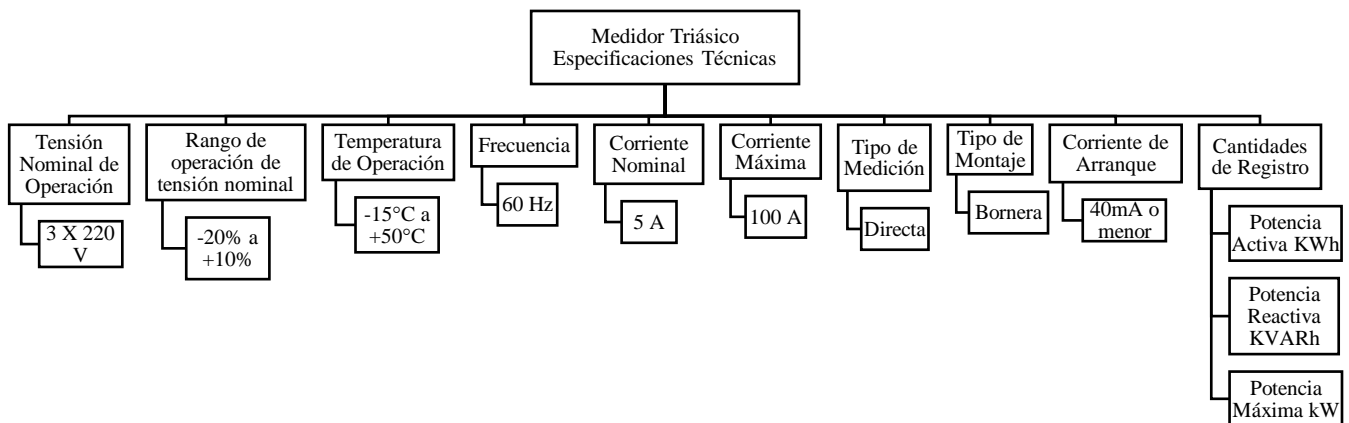 Medidor Triásico
Especificaciones Técnicas
Tensión
Nominal de
Operación
3 X 220
V
Rango de
operación de
tensión nominal
-20% a
+10%
Temperatura
de Operación
-15°C a
+50°C
Frecuencia
60 Hz
Corriente
Nominal
5 A
Corriente
Máxima
100 A
Tipo de
Medición
Directa
Tipo de
Montaje
Bornera
Corriente de
Arranque
40mA o
menor
Cantidades
de Registro
Potencia
Activa KWh
Potencia
Reactiva
KVARh
Potencia
Máxima kW